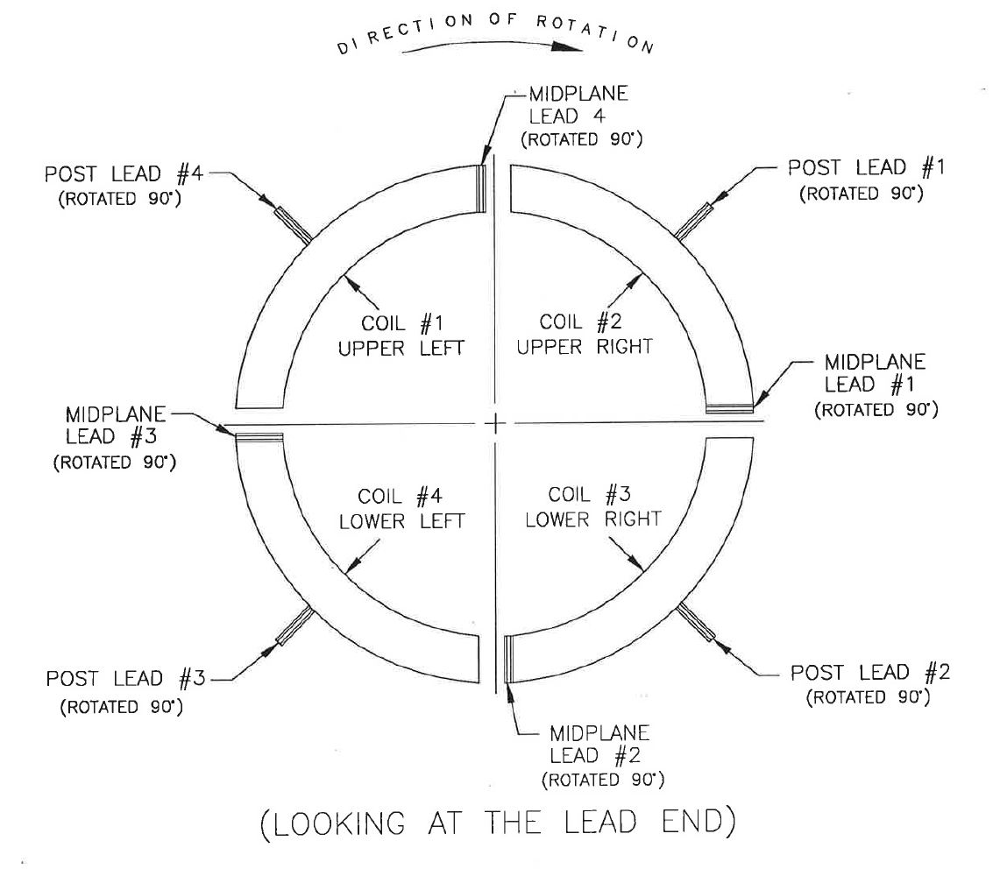 DIRECTION OF ROTATION
MIDPLANE
LEAD 4
(ROTATED 90°)
POST LEAD #4
(ROTATED 90°)
POST LEAD #1
(ROTATED 90°)
COIL #1
UPPER LEFT
COIL #2
UPPER RIGHT
MIDPLANE
LEAD #1
(ROTATED 90°)
MIDPLANE
LEAD #3
(ROTATED 90°)
COIL #4
LOWER LEFT
COIL #3
LOWER RIGHT
POST LEAD #3
(ROTATED 90°)
POST LEAD #2
(ROTATED 90°)
MIDPLANE
LEAD #2
(ROTATED 90°)
(LOOKING AT THE LEAD END)